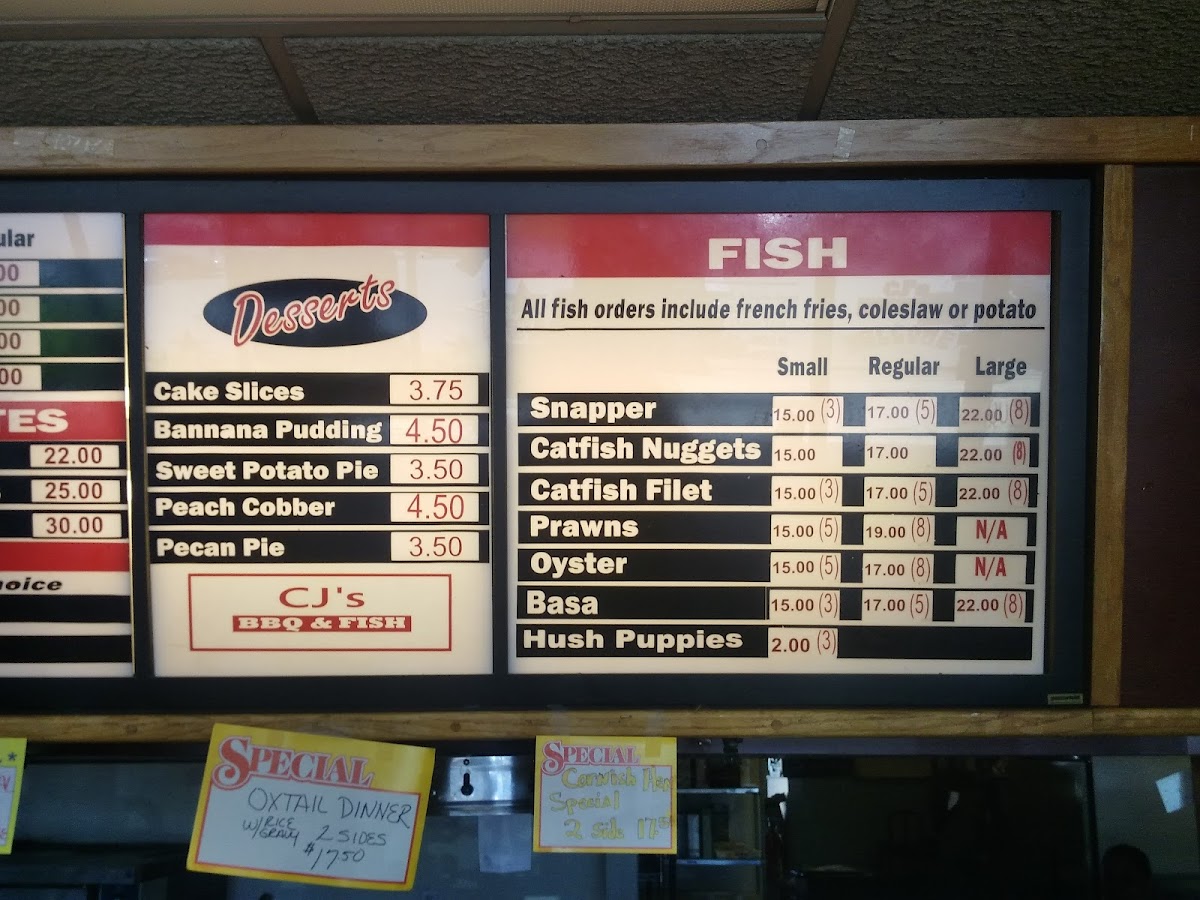 ular
00
00
00
00
TES
22.00
25.00
30.00
hoice
Desserts
Cake Slices 3.75
Bannana Pudding 4.50
Sweet Potato Pie 3.50
Peach Cobber 4.50
Pecan Pie 3.50
CJ's
BBQ & FISH
FISH
All fish orders include french fries, coleslaw or potato
Small Regular Large
Snapper 15.00 (3) 17.00 (5) 22.00 (8)
Catfish Nuggets 15.00 17.00 22.00 (8)
Catfish Filet 15.00 (3) 17.00 (5) 22.00 (8)
Prawns 15.00 (5) 19.00 (8) N/A
Oyster 15.00 (5) 17.00 (8) N/A
Basa 15.00 (3) 17.00 (5) 22.00 (8)
Hush Puppies 2.00 (3)
SPECIAL
OXTAIL DINNER
W/RICE
W/GRAVY 2 SIDES
$17.50
SPECIAL
Cornish Hen
Special
2 side 17.50